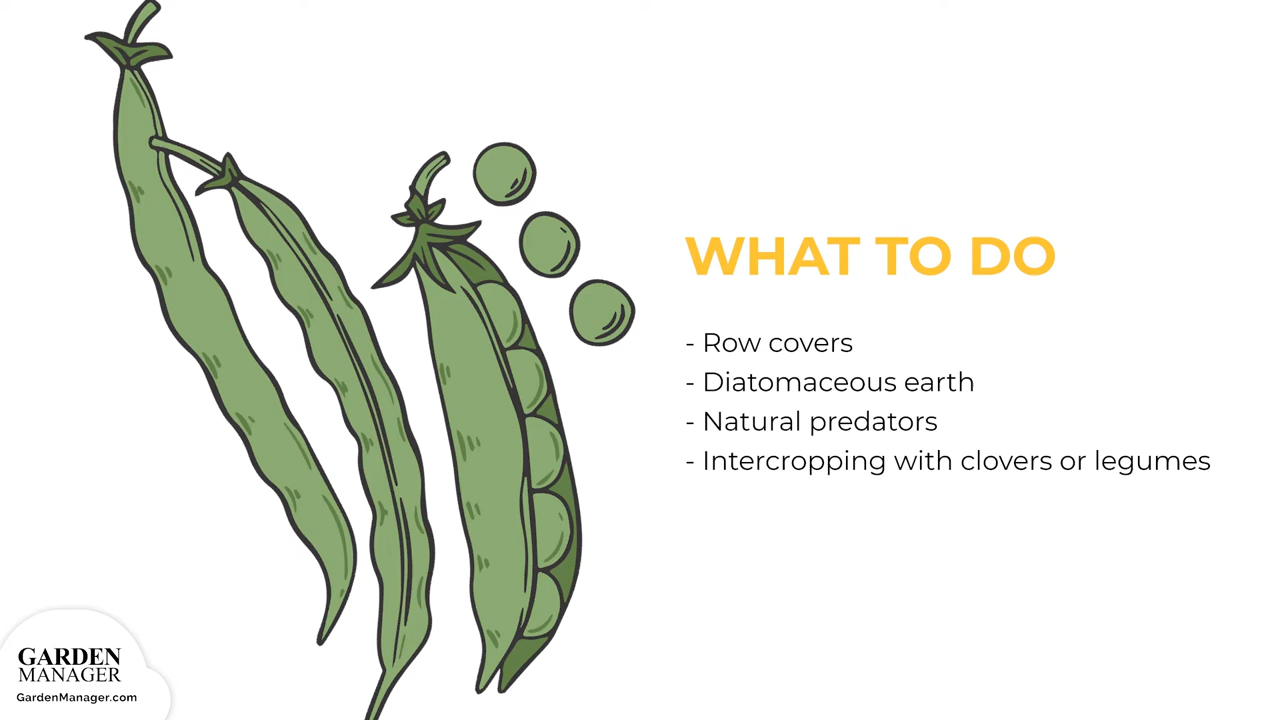 WHAT TO DO
- Row covers
- Diatomaceous earth
- Natural predators
- Intercropping with clovers or legumes
GARDEN
MANAGER
GardenManager.com